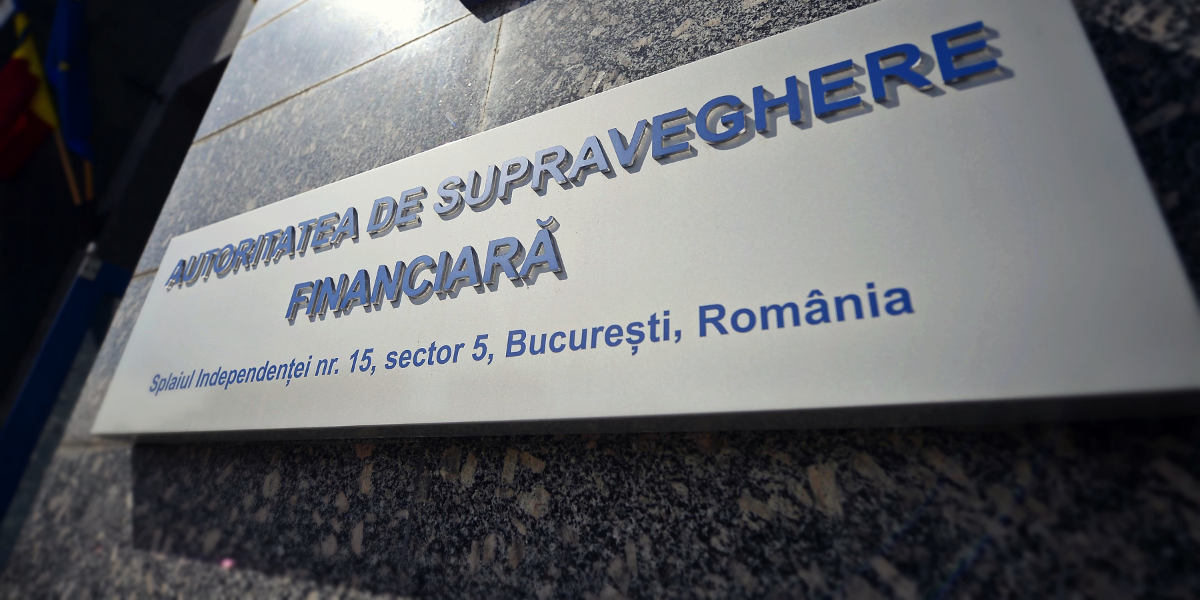 AUTORITATEA DE SUPRAVEGHERE
FINANCIARĂ
Splaiul Independenței nr. 15, sector 5, București, România